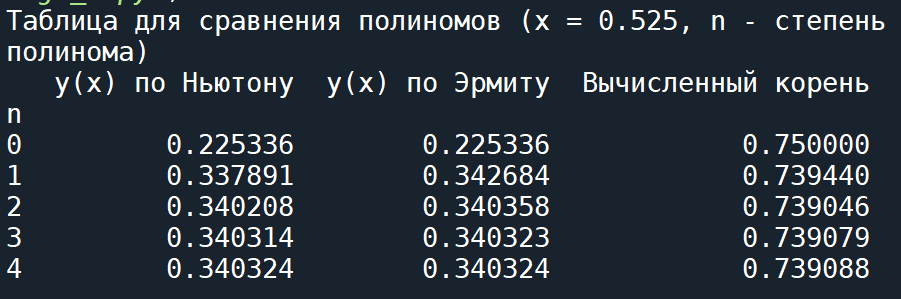 Таблица для сравнения полиномов (x = 0.525, n - степень
полинома)
y(x) по Ньютону y(x) по Эрмиту Вычисленный корень
n
0 0.225336 0.225336 0.750000
1 0.337891 0.342684 0.739440
2 0.340208 0.340358 0.739046
3 0.340314 0.340323 0.739079
4 0.340324 0.340324 0.739088